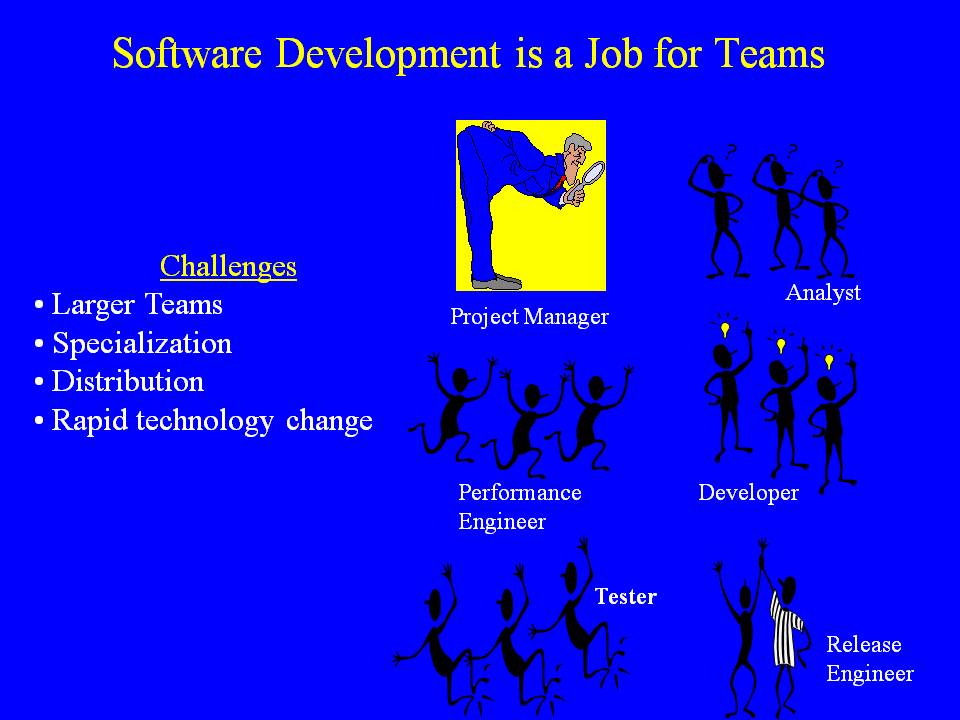 Software Development is a Job for Teams
Challenges
• Larger Teams
• Specialization
• Distribution
• Rapid technology change
Project Manager
? ? ?
Analyst
Performance
Engineer
Developer
Tester
Release
Engineer